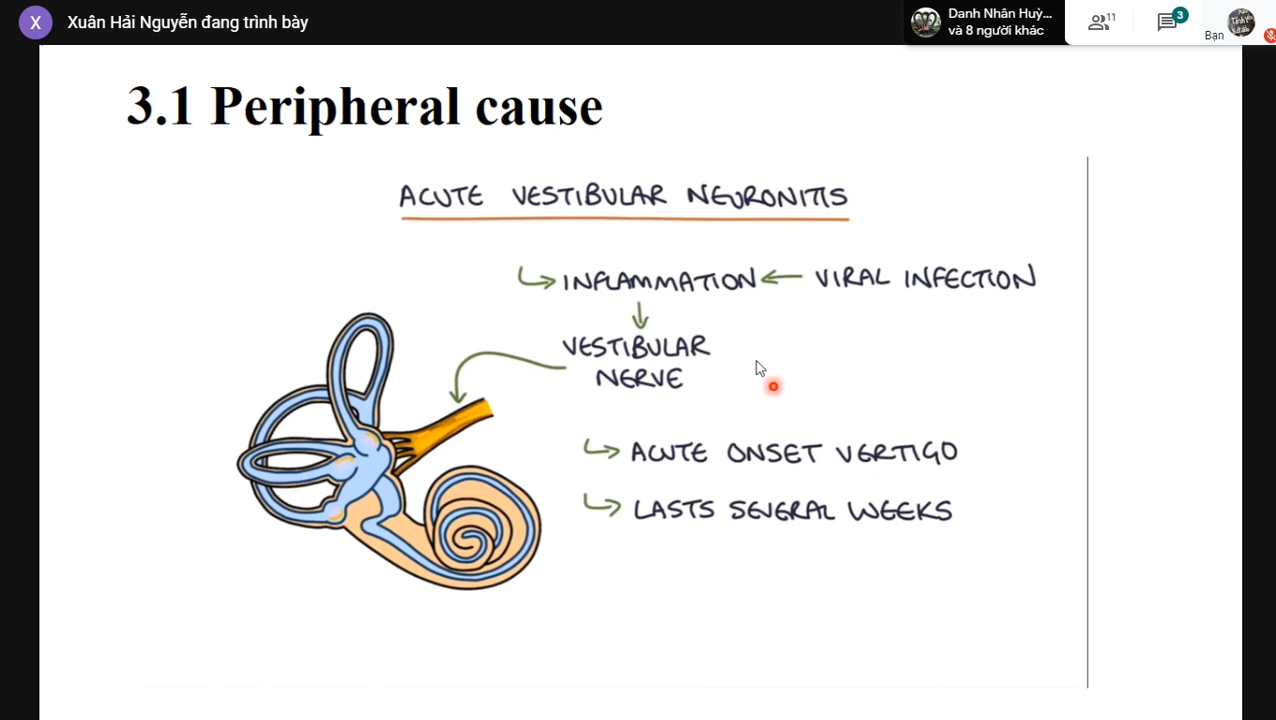 X Xuân Hải Nguyễn đang trình bày
Danh Nhân Huỳ...
và 8 người khác
11
3
Bạn
3.1 Peripheral cause
ACUTE VESTIBULAR NEURONITIS
INFLAMMATION ← VIRAL INFECTION
VESTIBULAR
NERVE
ACUTE ONSET VERTIGO
LASTS SEVERAL WEEKS